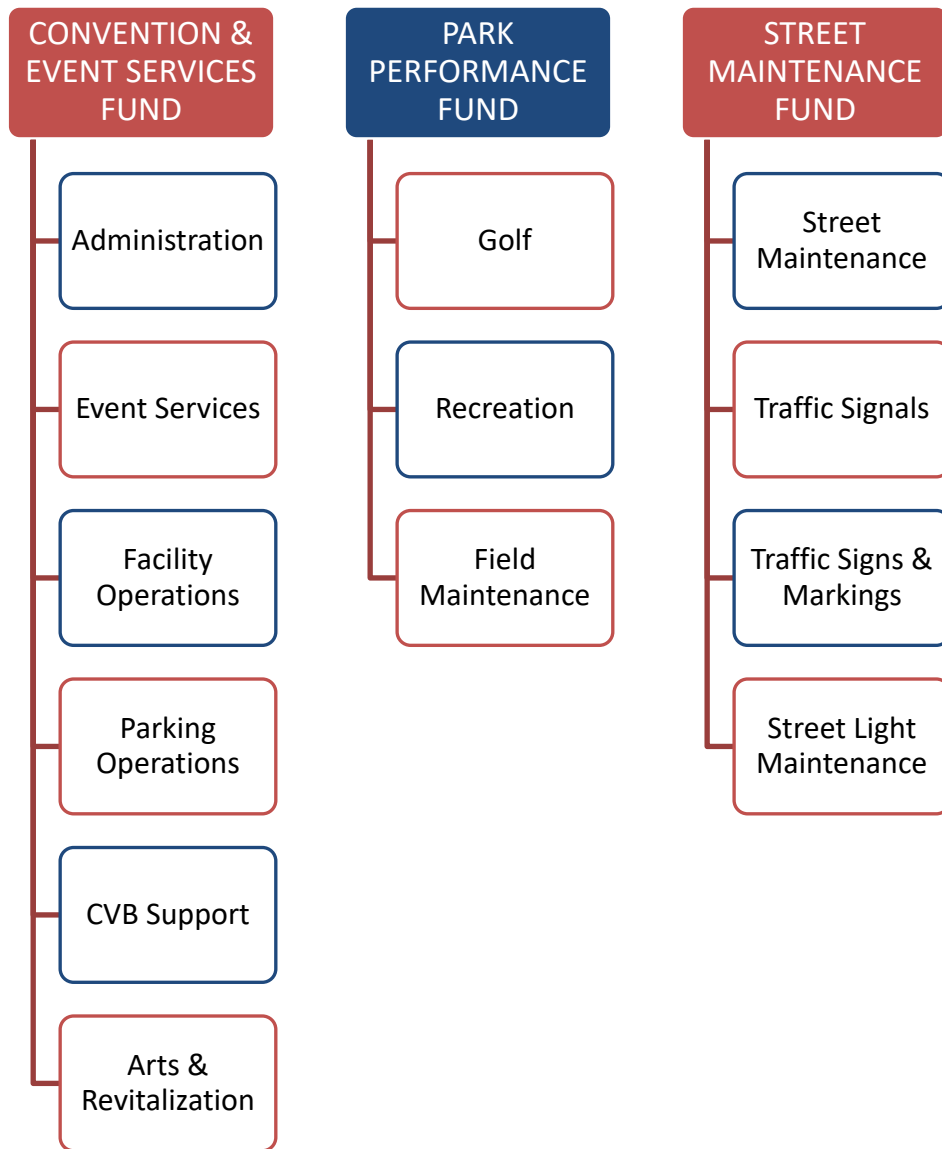 CONVENTION &
EVENT SERVICES
FUND
Administration
Event Services
Facility
Operations
Parking
Operations
CVB Support
Arts &
Revitalization
PARK
PERFORMANCE
FUND
Golf
Recreation
Field
Maintenance
STREET
MAINTENANCE
FUND
Street
Maintenance
Traffic Signals
Traffic Signs &
Markings
Street Light
Maintenance